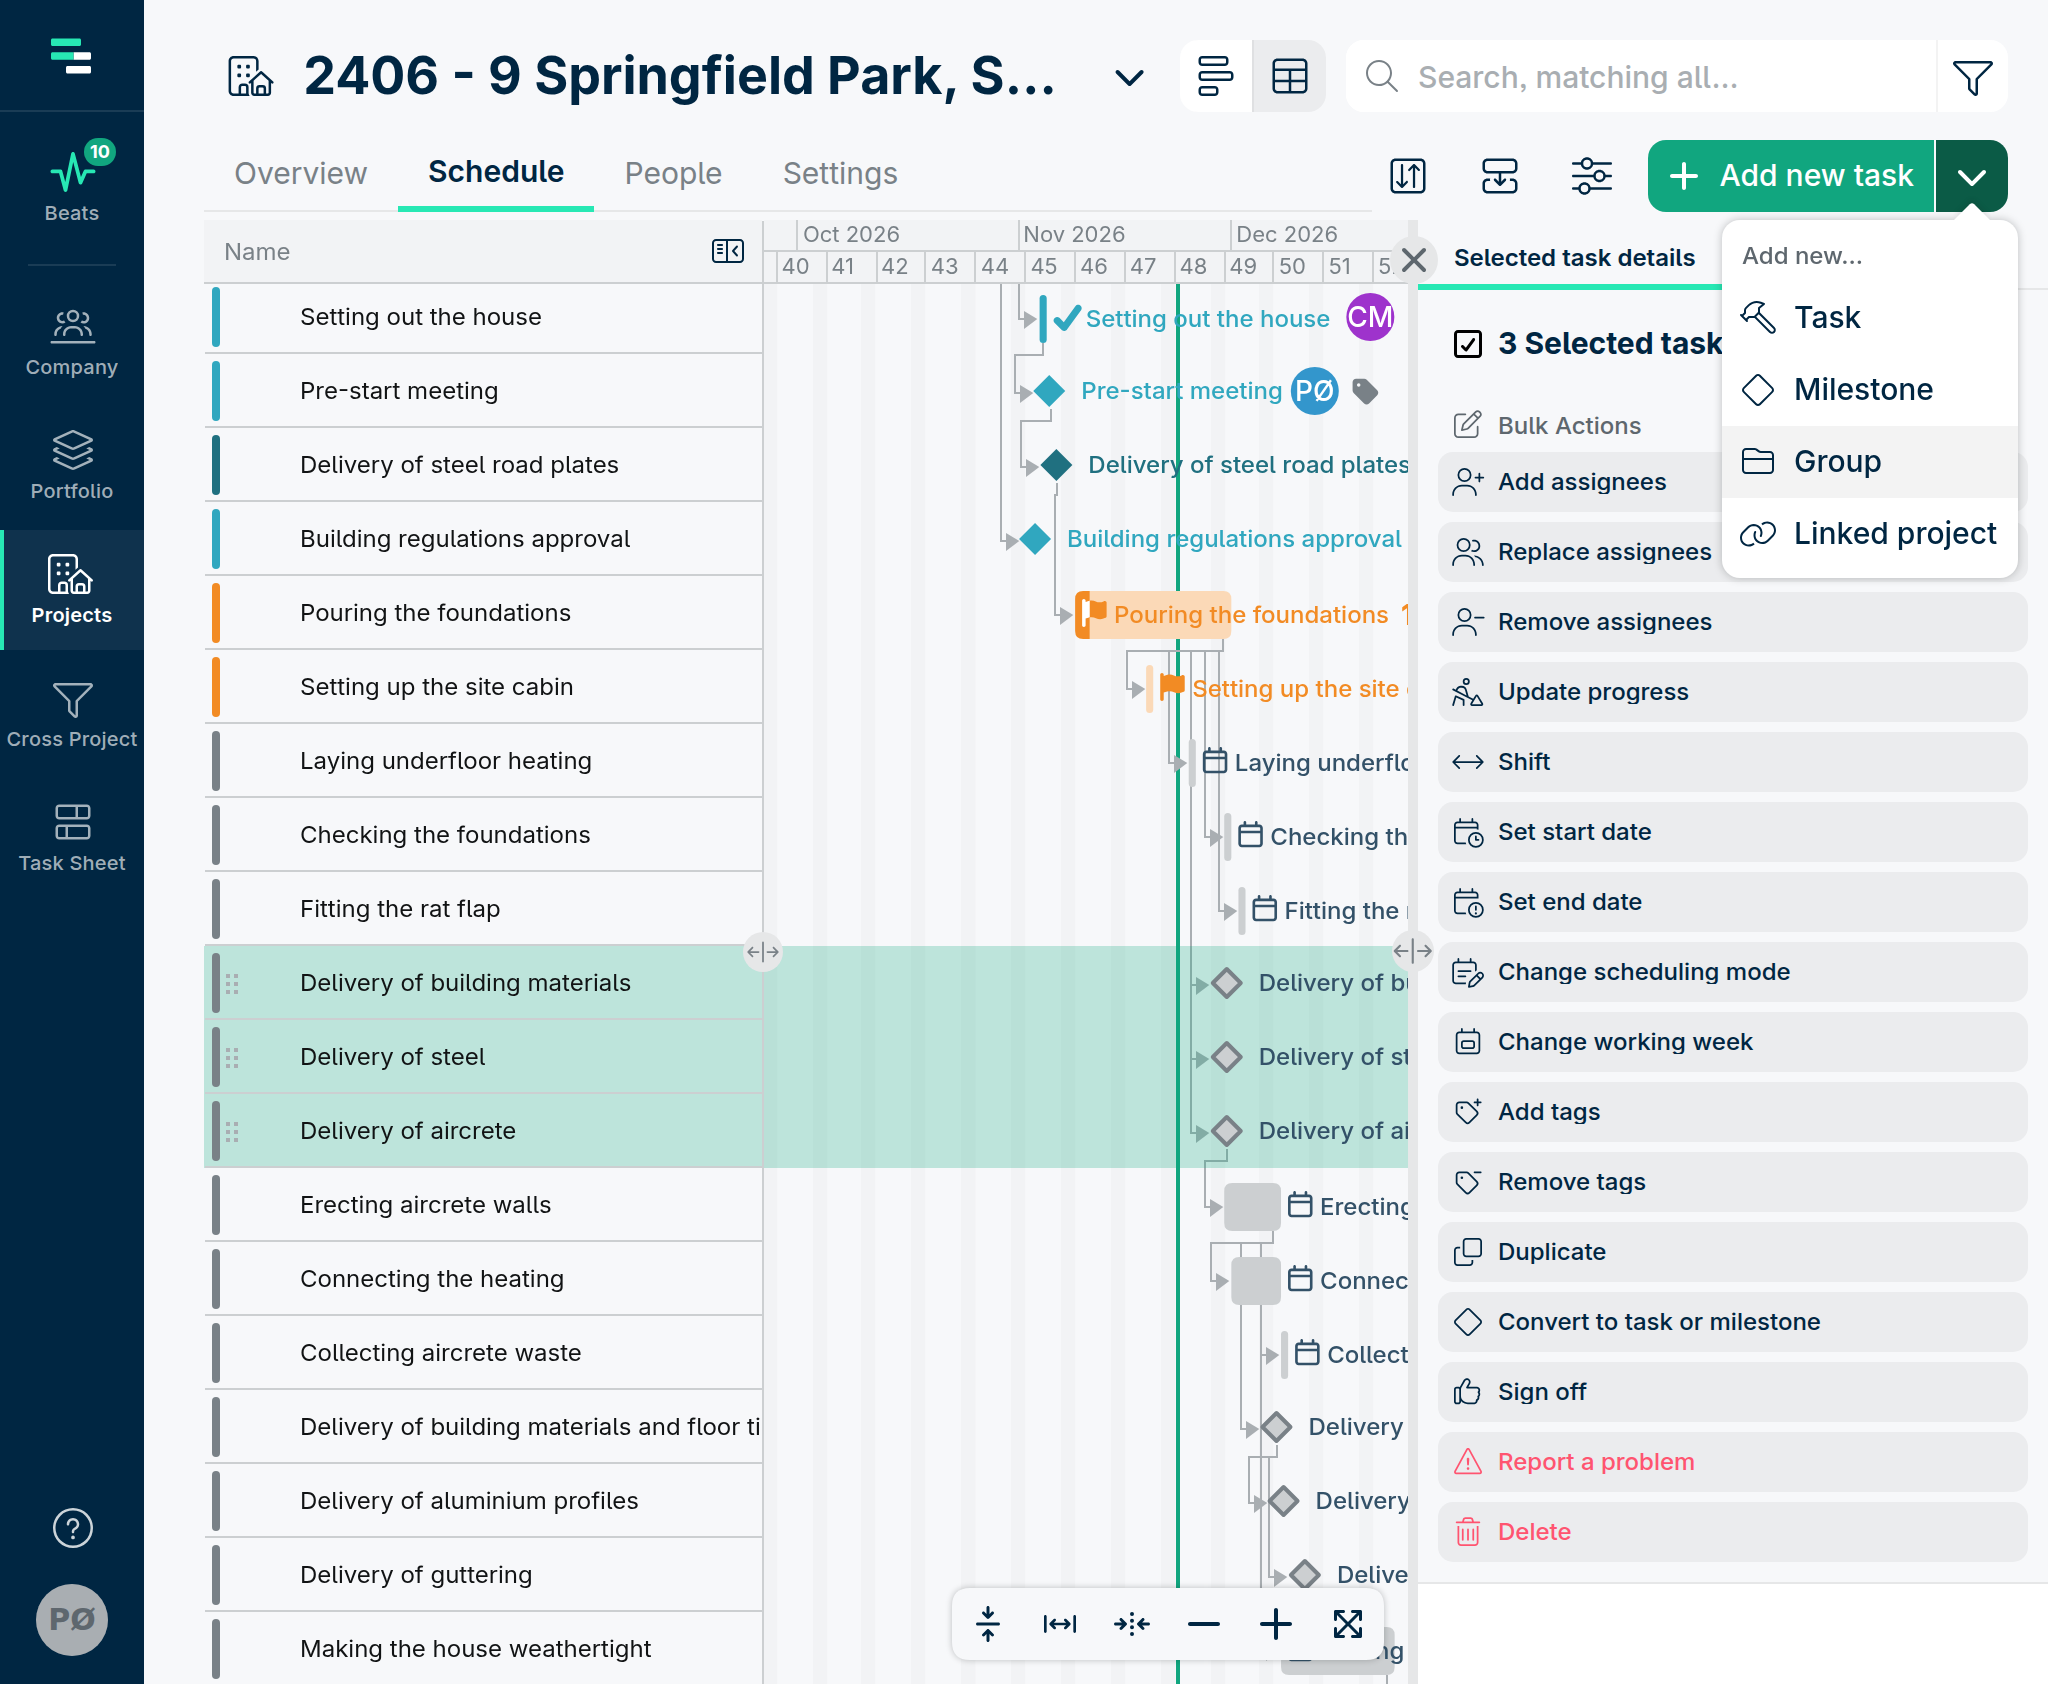 2406 - 9 Springfield Park, S...
Search, matching all...
10
Beats
Company
Portfolio
Projects
Cross Project
Task Sheet
PØ
Overview
Schedule
People
Settings
Add new task
Name
Oct 2026
Nov 2026
Dec 2026
40 41 42 43 44 45 46 47 48 49 50 51
Setting out the house
Pre-start meeting
Delivery of steel road plates
Building regulations approval
Pouring the foundations
Setting up the site cabin
Laying underfloor heating
Checking the foundations
Fitting the rat flap
Delivery of building materials
Delivery of steel
Delivery of aircrete
Erecting aircrete walls
Connecting the heating
Collecting aircrete waste
Delivery of building materials and floor ti
Delivery of aluminium profiles
Delivery of guttering
Making the house weathertight
Setting out the house CM
Pre-start meeting PØ
Delivery of steel road plates
Building regulations approval
Pouring the foundations
Setting up the site
Laying underflo
Checking th
Fitting the
Delivery of bu
Delivery of st
Delivery of ai
Erecting
Connec
Collect
Delivery
Delivery
Delive
ng
Selected task details
3 Selected task
Bulk Actions
Add assignees
Replace assignees
Remove assignees
Update progress
Shift
Set start date
Set end date
Change scheduling mode
Change working week
Add tags
Remove tags
Duplicate
Convert to task or milestone
Sign off
Report a problem
Delete
Add new...
Task
Milestone
Group
Linked project